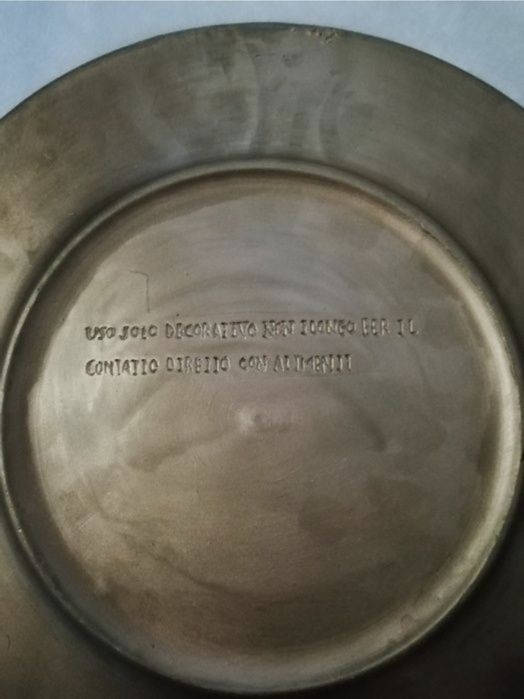 USO SOLO DECORATIVO NON IDONEO PER IL
CONTATTO DIRETTO CON ALIMENTI